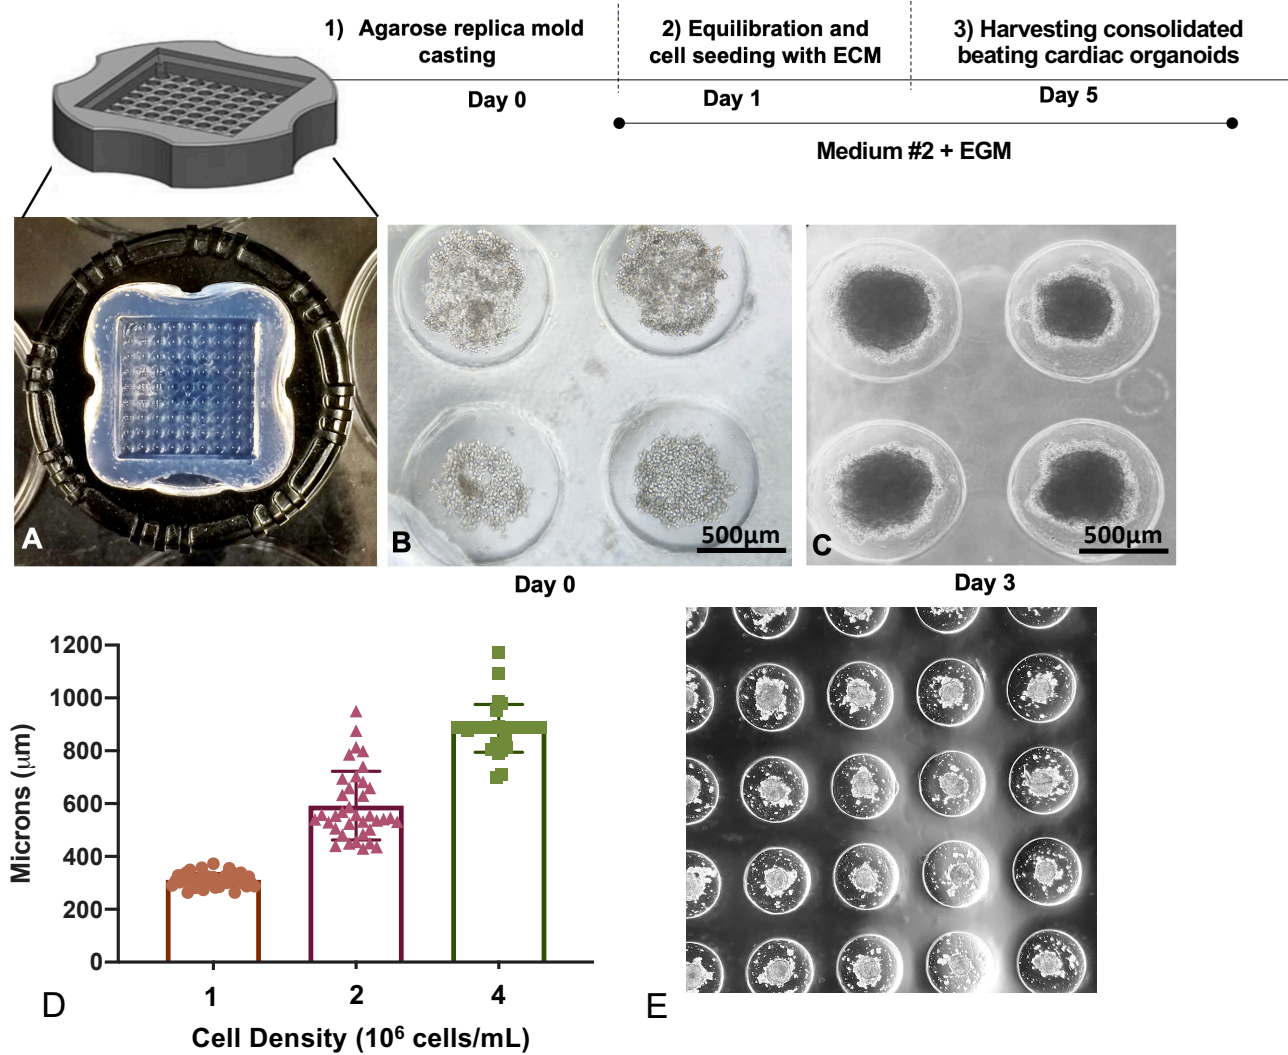 1) Agarose replica mold
casting
2) Equilibration and
cell seeding with ECM
3) Harvesting consolidated
beating cardiac organoids
Day 0
Day 1
Day 5
Medium #2 + EGM
A
B
500µm
C
500µm
Day 0
Day 3
Microns (µm)
1200
1000
800
600
400
200
0
1
2
4
Cell Density (10⁶ cells/mL)
D
E